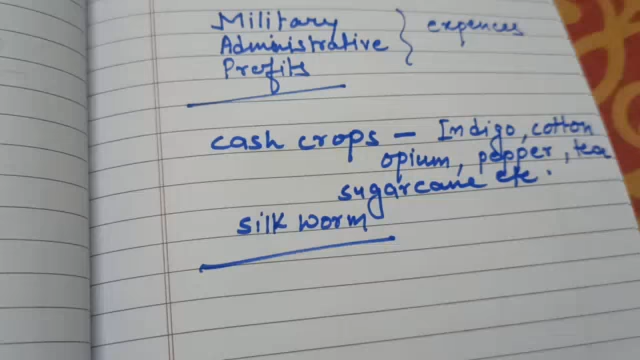 Military
Administrative } expences
Profits
cash crops – Indigo, cotton
opium, pepper, tea
sugarcane etc.
silk worm